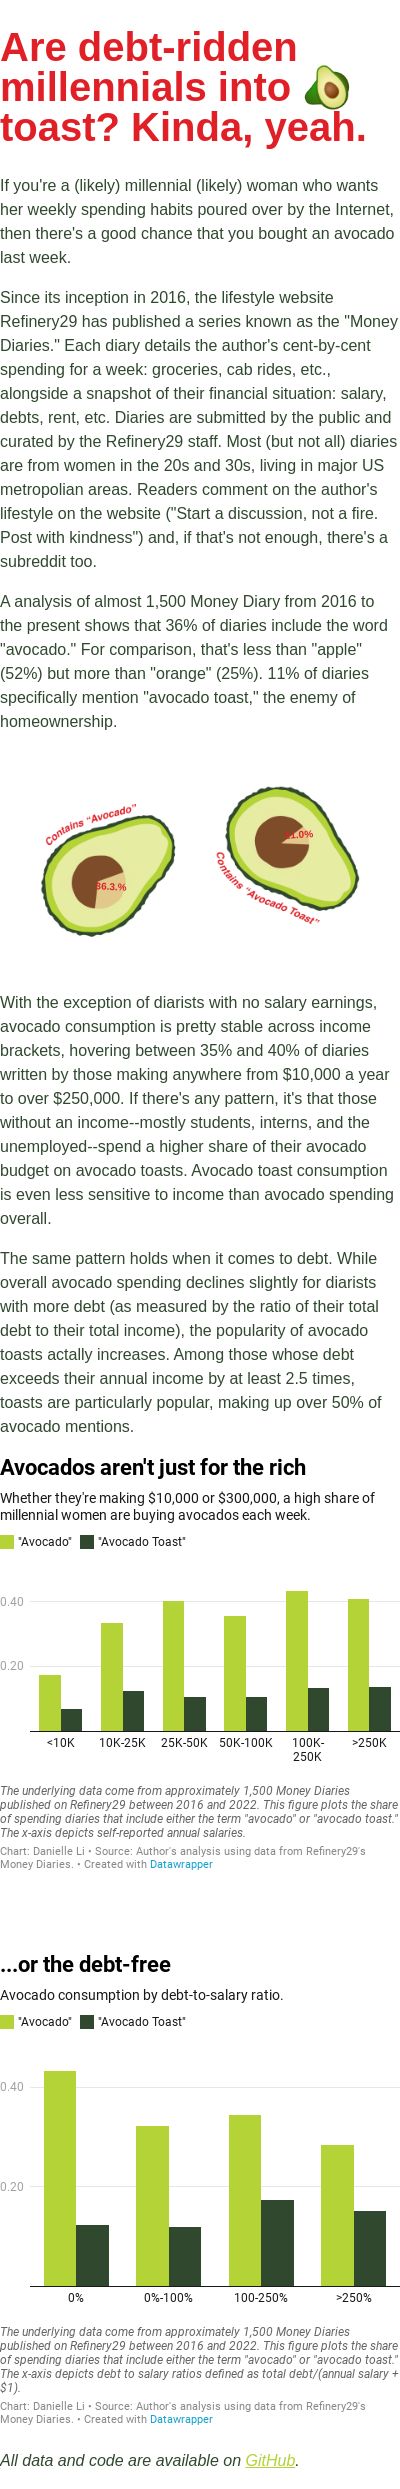 Are debt-ridden
millennials into 🥑
toast? Kinda, yeah.
If you're a (likely) millennial (likely) woman who wants
her weekly spending habits poured over by the Internet,
then there's a good chance that you bought an avocado
last week.
Since its inception in 2016, the lifestyle website
Refinery29 has published a series known as the "Money
Diaries." Each diary details the author's cent-by-cent
spending for a week: groceries, cab rides, etc.,
alongside a snapshot of their financial situation: salary,
debts, rent, etc. Diaries are submitted by the public and
curated by the Refinery29 staff. Most (but not all) diaries
are from women in the 20s and 30s, living in major US
metropolian areas. Readers comment on the author's
lifestyle on the website ("Start a discussion, not a fire.
Post with kindness") and, if that's not enough, there's a
subreddit too.
A analysis of almost 1,500 Money Diary from 2016 to
the present shows that 36% of diaries include the word
"avocado." For comparison, that's less than "apple"
(52%) but more than "orange" (25%). 11% of diaries
specifically mention "avocado toast," the enemy of
homeownership.
Contains "Avocado"
36.3.%
11.0%
Contains "Avocado Toast"
With the exception of diarists with no salary earnings,
avocado consumption is pretty stable across income
brackets, hovering between 35% and 40% of diaries
written by those making anywhere from $10,000 a year
to over $250,000. If there's any pattern, it's that those
without an income--mostly students, interns, and the
unemployed--spend a higher share of their avocado
budget on avocado toasts. Avocado toast consumption
is even less sensitive to income than avocado spending
overall.
The same pattern holds when it comes to debt. While
overall avocado spending declines slightly for diarists
with more debt (as measured by the ratio of their total
debt to their total income), the popularity of avocado
toasts actally increases. Among those whose debt
exceeds their annual income by at least 2.5 times,
toasts are particularly popular, making up over 50% of
avocado mentions.
Avocados aren't just for the rich
Whether they're making $10,000 or $300,000, a high share of
millennial women are buying avocados each week.
"Avocado" "Avocado Toast"
0.40
0.20
<10K 10K-25K 25K-50K 50K-100K 100K- >250K
250K
The underlying data come from approximately 1,500 Money Diaries
published on Refinery29 between 2016 and 2022. This figure plots the share
of spending diaries that include either the term "avocado" or "avocado toast."
The x-axis depicts self-reported annual salaries.
Chart: Danielle Li • Source: Author's analysis using data from Refinery29's
Money Diaries. • Created with Datawrapper
...or the debt-free
Avocado consumption by debt-to-salary ratio.
"Avocado" "Avocado Toast"
0.40
0.20
0% 0%-100% 100-250% >250%
The underlying data come from approximately 1,500 Money Diaries
published on Refinery29 between 2016 and 2022. This figure plots the share
of spending diaries that include either the term "avocado" or "avocado toast."
The x-axis depicts debt to salary ratios defined as total debt/(annual salary +
$1).
Chart: Danielle Li • Source: Author's analysis using data from Refinery29's
Money Diaries. • Created with Datawrapper
All data and code are available on GitHub.